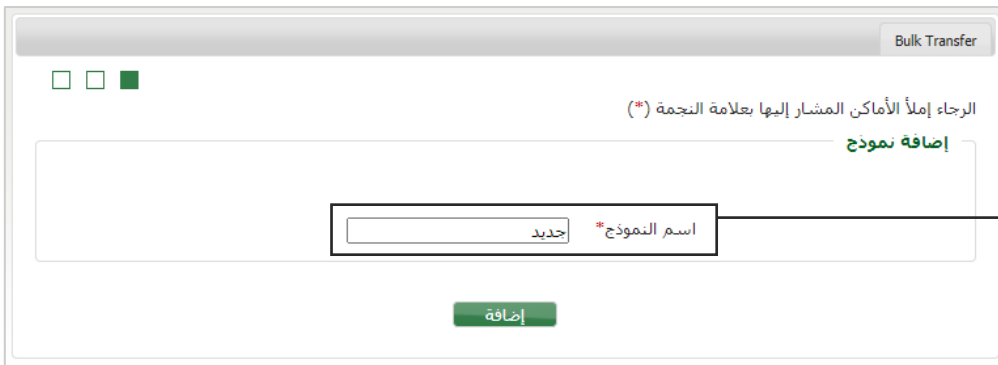 Bulk Transfer
الرجاء إملأ الأماكن المشار إليها بعلامة النجمة (*)
إضافة نموذج
اسم النموذج* جديد
إضافة